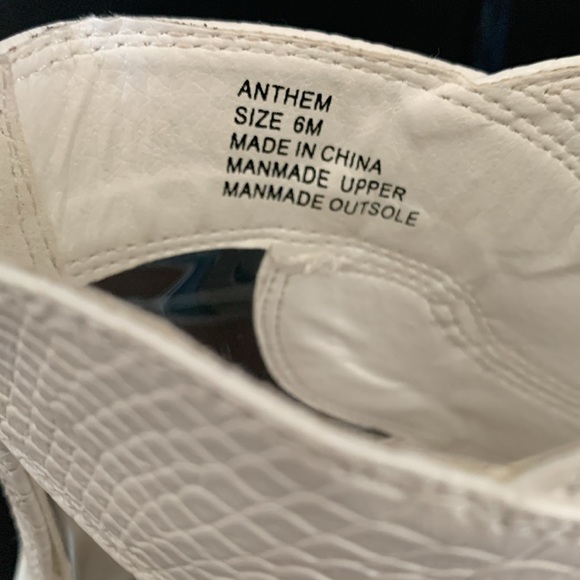 ANTHEM
SIZE 6M
MADE IN CHINA
MANMADE UPPER
MANMADE OUTSOLE